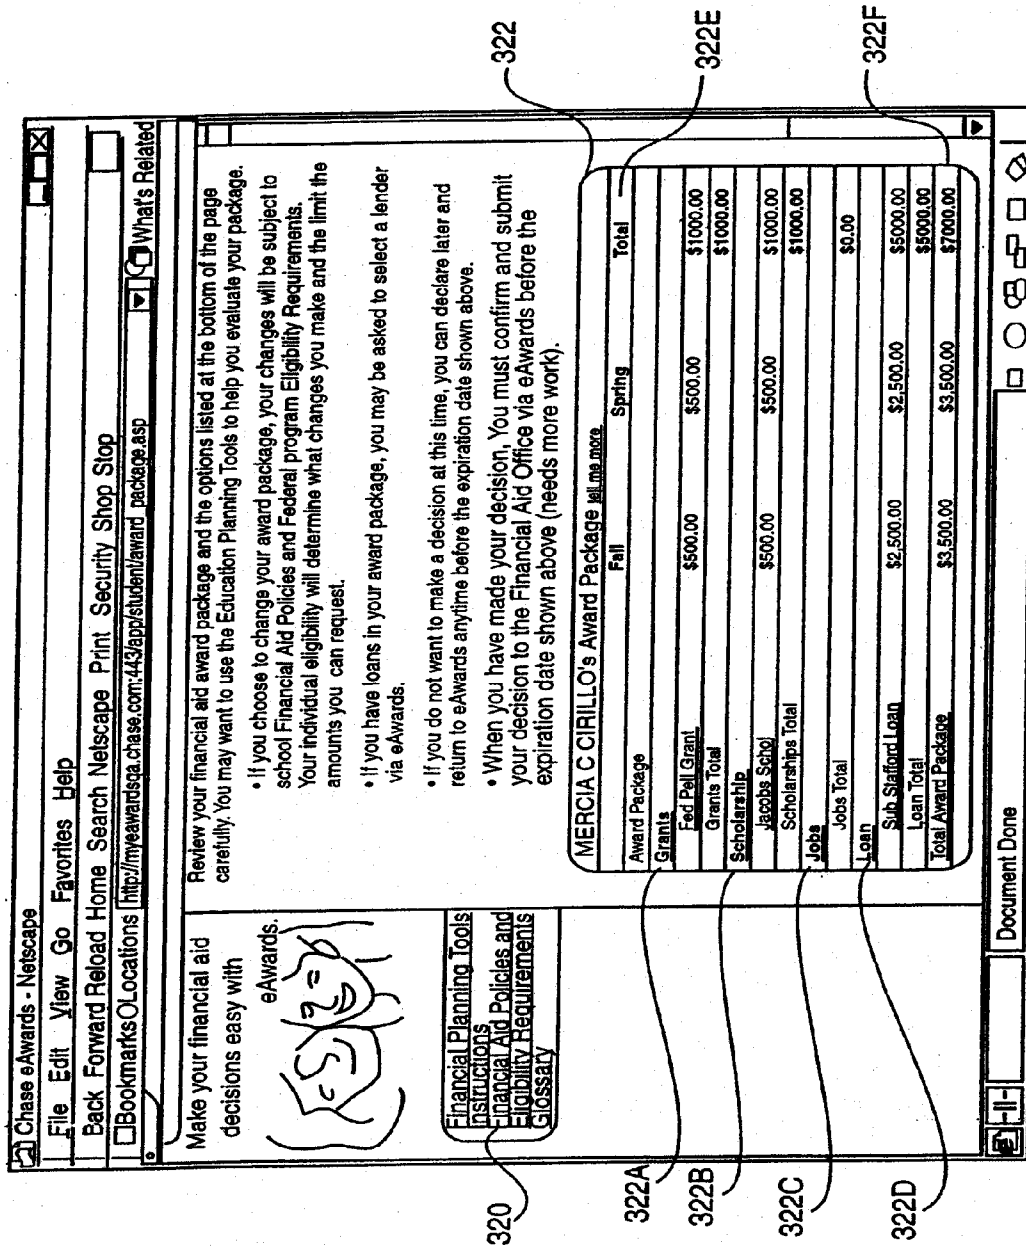 Chase eAwards - Netscape
File Edit View Go Favorites Help
Back Forward Reload Home Search Netscape Print Security Shop Stop
BookmarksOLocations http://myeawardsqa.chase.com:443/app/student/award_package.asp What's Related
Make your financial aid
decisions easy with
eAwards.
Financial Planning Tools
Instructions
Financial Aid Policies and
Eligibility Requirements
Glossary
320
Review your financial aid award package and the options listed at the bottom of the page
carefully. You may want to use the Education Planning Tools to help you evaluate your package.
• If you choose to change your award package, your changes will be subject to
school Financial Aid Policies and Federal program Eligibility Requirements.
Your individual eligibility will determine what changes you make and the limit the
amounts you can request.
• If you have loans in your award package, you may be asked to select a lender
via eAwards.
• If you do not want to make a decision at this time, you can declare later and
return to eAwards anytime before the expiration date shown above.
• When you have made your decision, You must confirm and submit
your decision to the Financial Aid Office via eAwards before the
expiration date shown above (needs more work).
322
MERCIA C CIRILLO's Award Package tell me more
Fall Spring Total
322E
Award Package
Grants
322A
Fed Pell Grant $500.00 $500.00 $1000.00
Grants Total $1000.00
Scholarship
322B
Jacobs Schol $500.00 $500.00 $1000.00
Scholarships Total $1000.00
Jobs
322C
Jobs Total $0.00
Loan
322D
Sub Stafford Loan $2,500.00 $2,500.00 $5000.00
Loan Total $5000.00
Total Award Package $3,500.00 $3,500.00 $7000.00
322F
Document Done